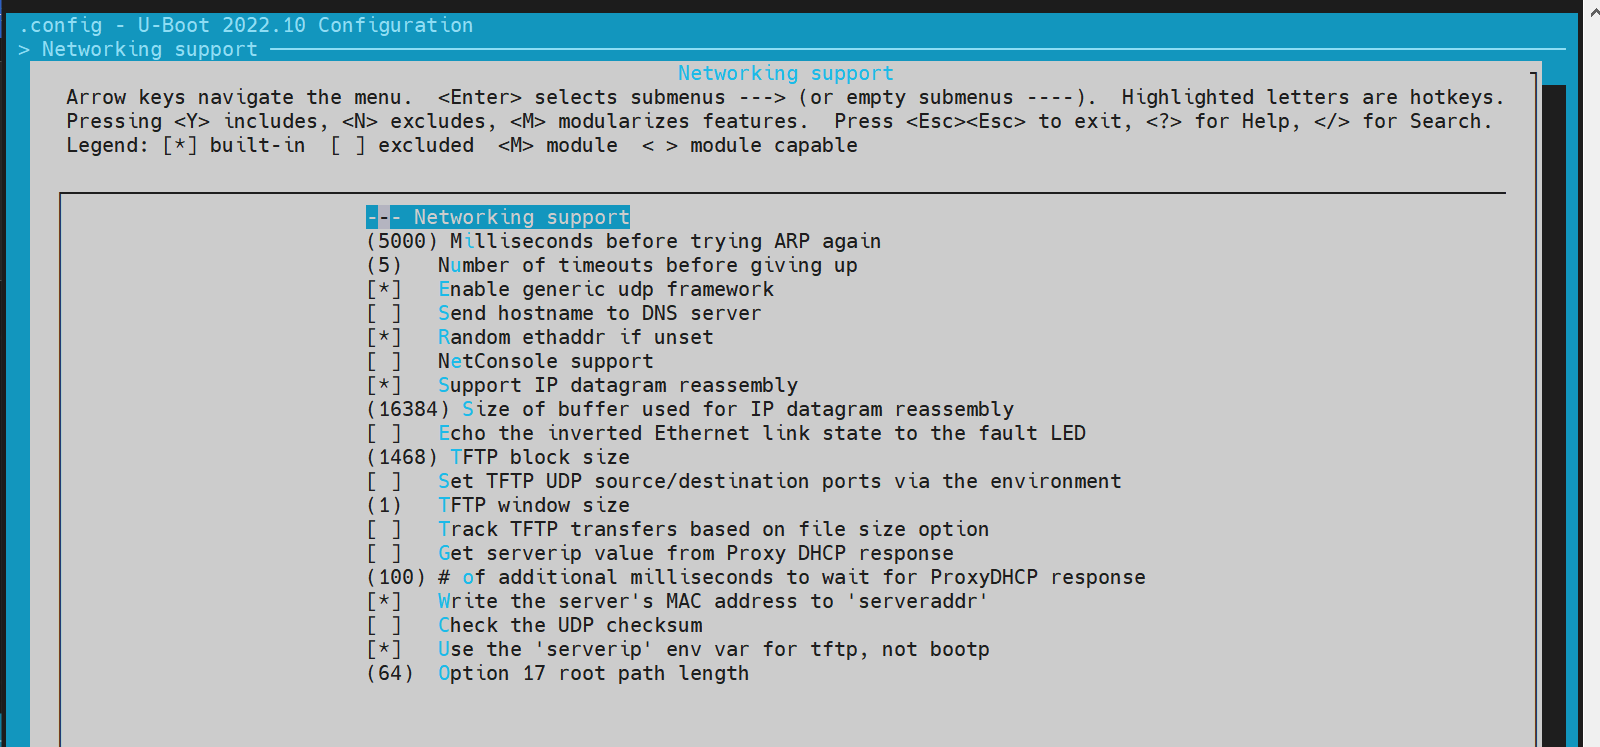 .config - U-Boot 2022.10 Configuration
> Networking support
Networking support
Arrow keys navigate the menu.  <Enter> selects submenus ---> (or empty submenus ----).  Highlighted letters are hotkeys.
Pressing <Y> includes, <N> excludes, <M> modularizes features.  Press <Esc><Esc> to exit, <?> for Help, </> for Search.
Legend: [*] built-in  [ ] excluded  <M> module  < > module capable
--- Networking support
(5000) Milliseconds before trying ARP again
(5)   Number of timeouts before giving up
[*]   Enable generic udp framework
[ ]   Send hostname to DNS server
[*]   Random ethaddr if unset
[ ]   NetConsole support
[*]   Support IP datagram reassembly
(16384) Size of buffer used for IP datagram reassembly
[ ]   Echo the inverted Ethernet link state to the fault LED
(1468) TFTP block size
[ ]   Set TFTP UDP source/destination ports via the environment
(1)   TFTP window size
[ ]   Track TFTP transfers based on file size option
[ ]   Get serverip value from Proxy DHCP response
(100) # of additional milliseconds to wait for ProxyDHCP response
[*]   Write the server's MAC address to 'serveraddr'
[ ]   Check the UDP checksum
[*]   Use the 'serverip' env var for tftp, not bootp
(64)  Option 17 root path length